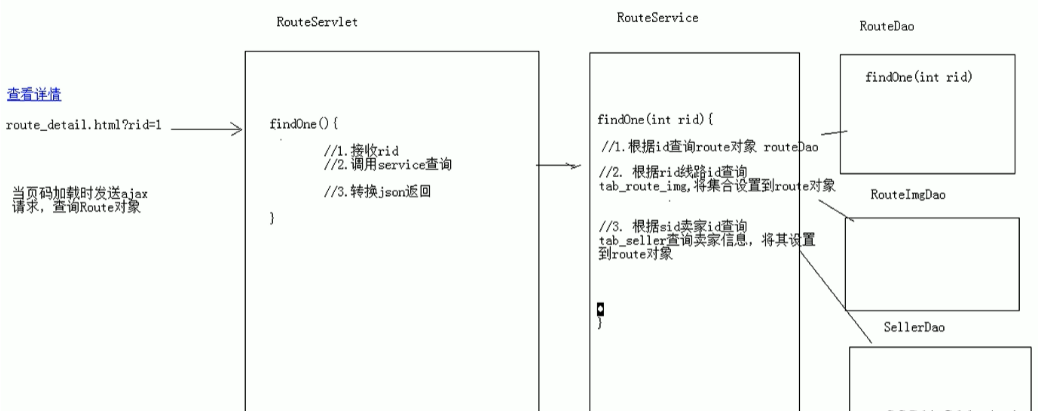 RouteServlet
RouteService
RouteDao
查看详情
route_detail.html?rid=1
当页码加载时发送ajax
请求，查询Route对象
findOne(){
//1.接收rid
//2.调用service查询
//3.转换json返回
}
findOne(int rid){
//1.根据id查询route对象 routeDao
//2. 根据rid线路id查询
tab_route_img,将集合设置到route对象
//3. 根据sid卖家id查询
tab_seller查询卖家信息，将其设置
到route对象
}
findOne(int rid)
RouteImgDao
SellerDao